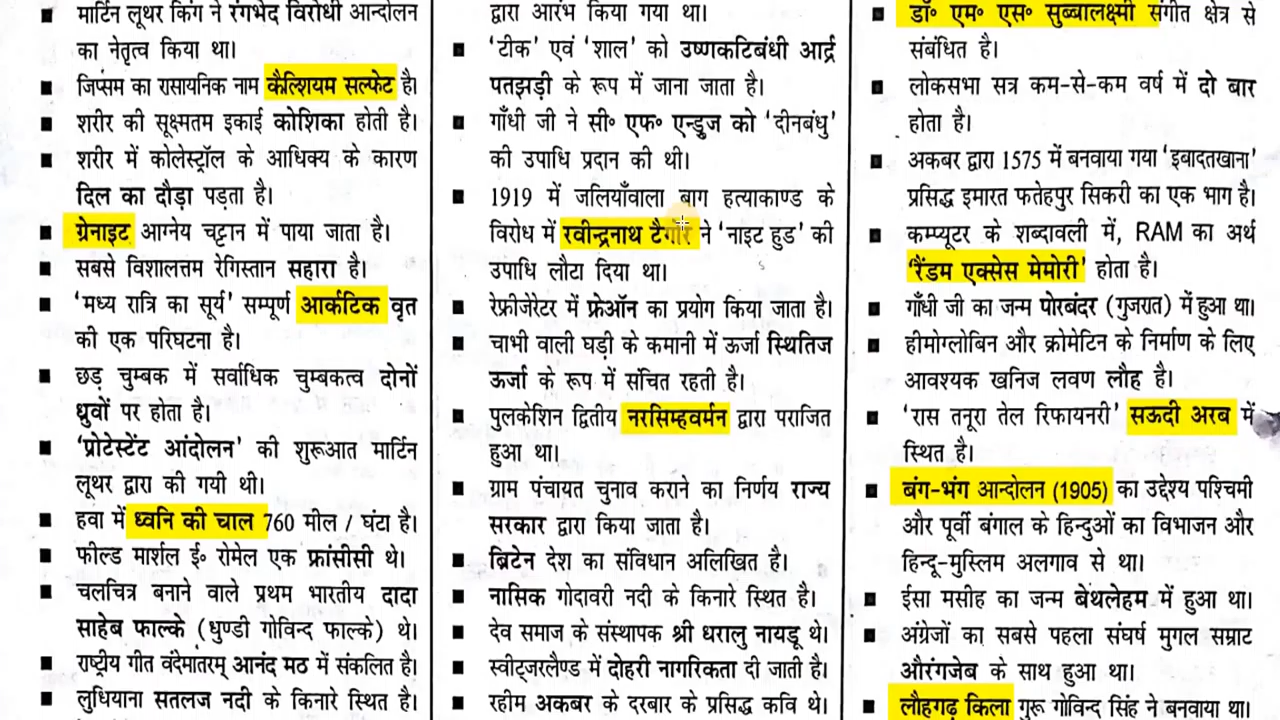 मार्टिन लूथर किंग ने रंगभेद विरोधी आन्दोलन
का नेतृत्व किया था।
जिप्सम का रासायनिक नाम कैल्शियम सल्फेट है।
शरीर की सूक्ष्मतम इकाई कोशिका होती है।
शरीर में कोलेस्ट्रॉल के आधिक्य के कारण
दिल का दौड़ा पड़ता है।
ग्रेनाइट आग्नेय चट्टान में पाया जाता है।
सबसे विशालत्तम रेगिस्तान सहारा है।
'मध्य रात्रि का सूर्य' सम्पूर्ण आर्कटिक वृत
की एक परिघटना है।
छड़ चुम्बक में सर्वाधिक चुम्बकत्व दोनों
ध्रुवों पर होता है।
'प्रोटेस्टेंट आंदोलन' की शुरूआत मार्टिन
लूथर द्वारा की गयी थी।
हवा में ध्वनि की चाल 760 मील / घंटा है।
फील्ड मार्शल ई॰ रोमेल एक फ्रांसीसी थे।
चलचित्र बनाने वाले प्रथम भारतीय दादा
साहेब फाल्के (धुण्डी गोविन्द फाल्के) थे।
राष्ट्रीय गीत वंदेमातरम् आनंद मठ में संकलित है।
लुधियाना सतलज नदी के किनारे स्थित है।
द्वारा आरंभ किया गया था।
'टीक' एवं 'शाल' को उष्णकटिबंधी आर्द्र
पतझड़ी के रूप में जाना जाता है।
गाँधी जी ने सी॰ एफ॰ एन्ड्रुज को 'दीनबंधु'
की उपाधि प्रदान की थी।
1919 में जलियाँवाला बाग हत्याकाण्ड के
विरोध में रवीन्द्रनाथ टैगोर ने 'नाइट हुड' की
उपाधि लौटा दिया था।
रेफ्रीजेरेटर में फ्रेऑन का प्रयोग किया जाता है।
चाभी वाली घड़ी के कमानी में ऊर्जा स्थितिज
ऊर्जा के रूप में संचित रहती है।
पुलकेशिन द्वितीय नरसिम्हवर्मन द्वारा पराजित
हुआ था।
ग्राम पंचायत चुनाव कराने का निर्णय राज्य
सरकार द्वारा किया जाता है।
ब्रिटेन देश का संविधान अलिखित है।
नासिक गोदावरी नदी के किनारे स्थित है।
देव समाज के संस्थापक श्री धरालु नायडू थे।
स्वीट्जरलैण्ड में दोहरी नागरिकता दी जाती है।
रहीम अकबर के दरबार के प्रसिद्ध कवि थे।
डॉ॰ एम॰ एस॰ सुब्बालक्ष्मी संगीत क्षेत्र से
संबंधित है।
लोकसभा सत्र कम-से-कम वर्ष में दो बार
होता है।
अकबर द्वारा 1575 में बनवाया गया 'इबादतखाना'
प्रसिद्ध इमारत फतेहपुर सिकरी का एक भाग है।
कम्प्यूटर के शब्दावली में, RAM का अर्थ
'रैंडम एक्सेस मेमोरी' होता है।
गाँधी जी का जन्म पोरबंदर (गुजरात) में हुआ था।
हीमोग्लोबिन और क्रोमेटिन के निर्माण के लिए
आवश्यक खनिज लवण लौह है।
'रास तनूरा तेल रिफायनरी' सऊदी अरब में
स्थित है।
बंग-भंग आन्दोलन (1905) का उद्देश्य पश्चिमी
और पूर्वी बंगाल के हिन्दुओं का विभाजन और
हिन्दू-मुस्लिम अलगाव से था।
ईसा मसीह का जन्म बेथलेहम में हुआ था।
अंग्रेजों का सबसे पहला संघर्ष मुगल सम्राट
औरंगजेब के साथ हुआ था।
लौहगढ़ किला गुरू गोविन्द सिंह ने बनवाया था।